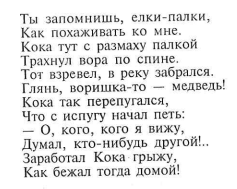 Ты запомнишь, елки-палки,
Как похаживать ко мне.
Кока тут с размаху палкой
Трахнул вора по спине.
Тот взревел, в реку забрался.
Глянь, воришка-то — медведь!
Кока так перепугался,
Что с испугу начал петь:
— О, кого, кого я вижу,
Думал, кто-нибудь другой!..
Заработал Кока грыжу,
Как бежал тогда домой!